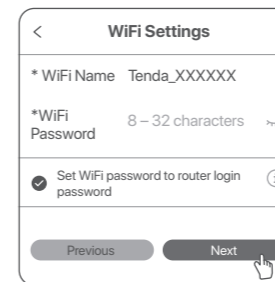 < WiFi Settings
* WiFi Name Tenda_XXXXXX
*WiFi
Password 8 – 32 characters
Set WiFi password to router login
password
Previous Next